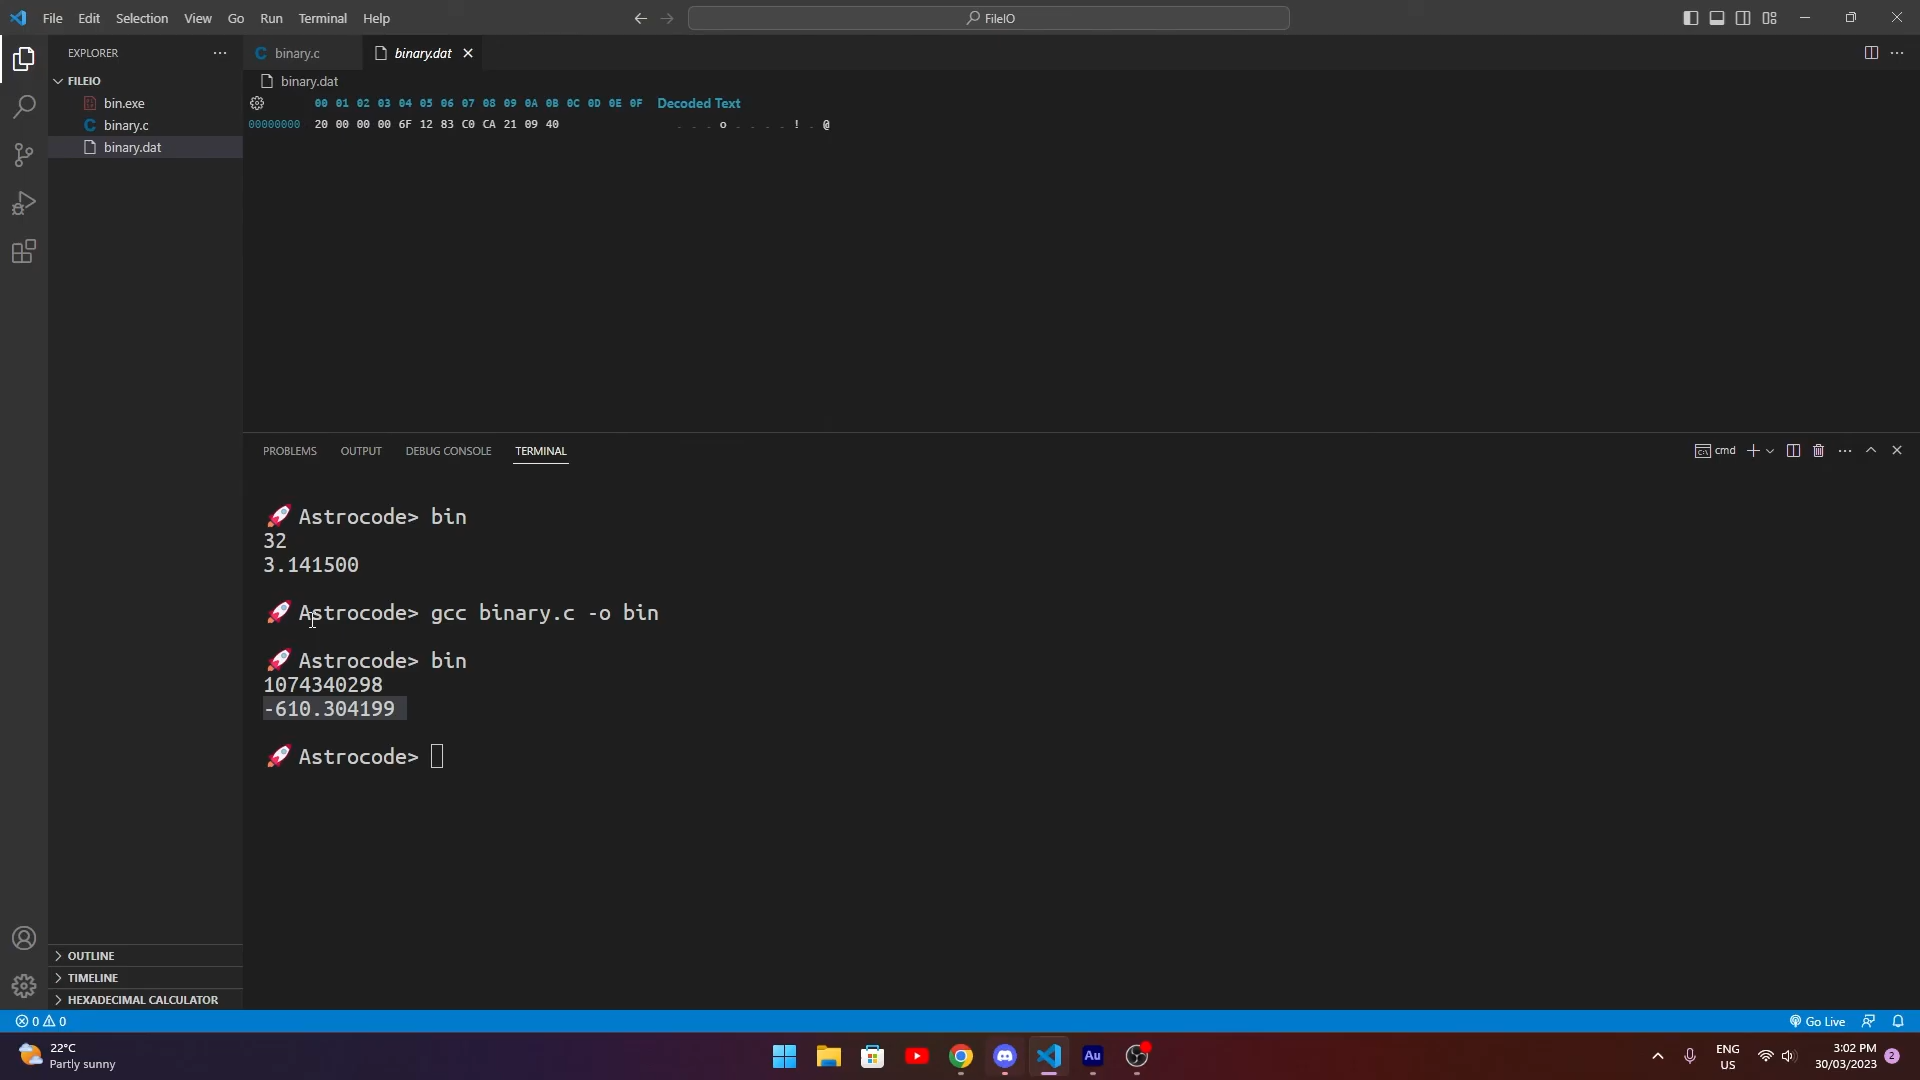 File Edit Selection View Go Run Terminal Help
FileIO
EXPLORER
binary.c
binary.dat
FILEIO
bin.exe
binary.c
binary.dat
binary.dat
00 01 02 03 04 05 06 07 08 09 0A 0B 0C 0D 0E 0F Decoded Text
00000000 20 00 00 00 6F 12 83 C0 CA 21 09 40 . . . o . . . . ! . @
PROBLEMS OUTPUT DEBUG CONSOLE TERMINAL
cmd
Astrocode> bin
32
3.141500
Astrocode> gcc binary.c -o bin
Astrocode> bin
1074340298
-610.304199
Astrocode>
OUTLINE
TIMELINE
HEXADECIMAL CALCULATOR
0 0
Go Live
22°C
Partly sunny
Au
ENG
US
3:02 PM
30/03/2023
2